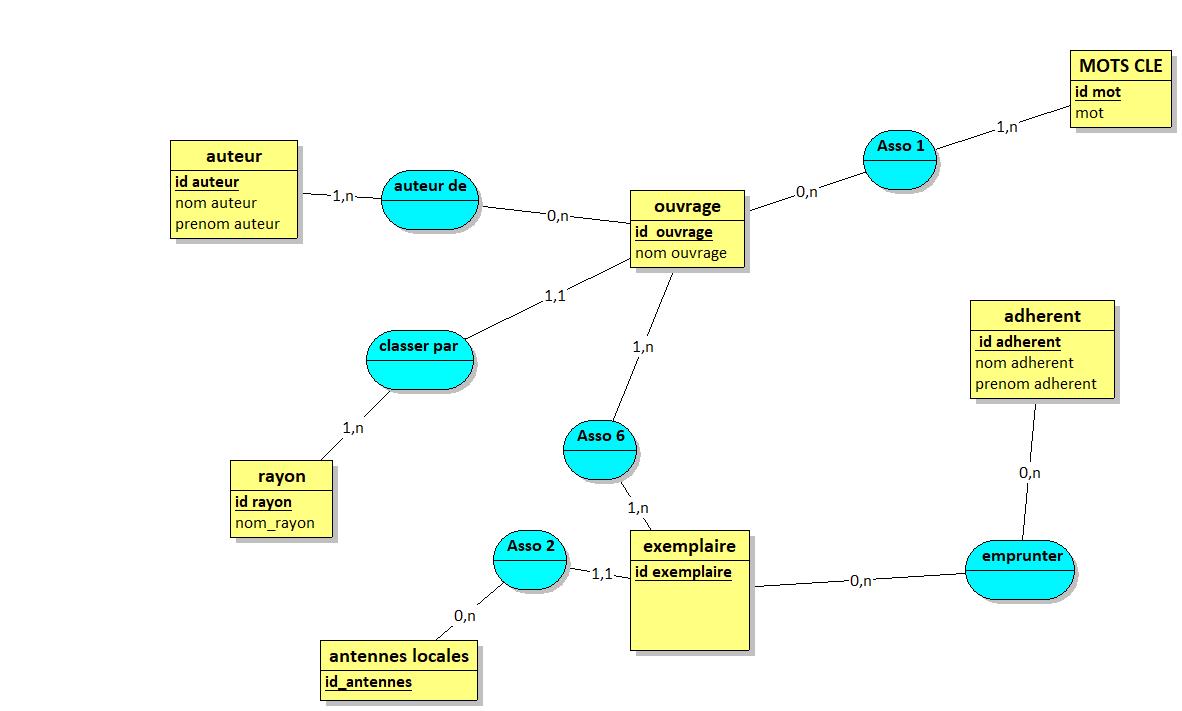 MOTS CLE
id mot
mot
1,n
Asso 1
0,n
auteur
id auteur
nom auteur
prenom auteur
1,n
auteur de
0,n
ouvrage
id_ouvrage
nom ouvrage
1,1
classer par
1,n
rayon
id rayon
nom_rayon
1,n
Asso 6
1,n
adherent
id adherent
nom adherent
prenom adherent
0,n
emprunter
0,n
exemplaire
id exemplaire
1,1
Asso 2
0,n
antennes locales
id_antennes